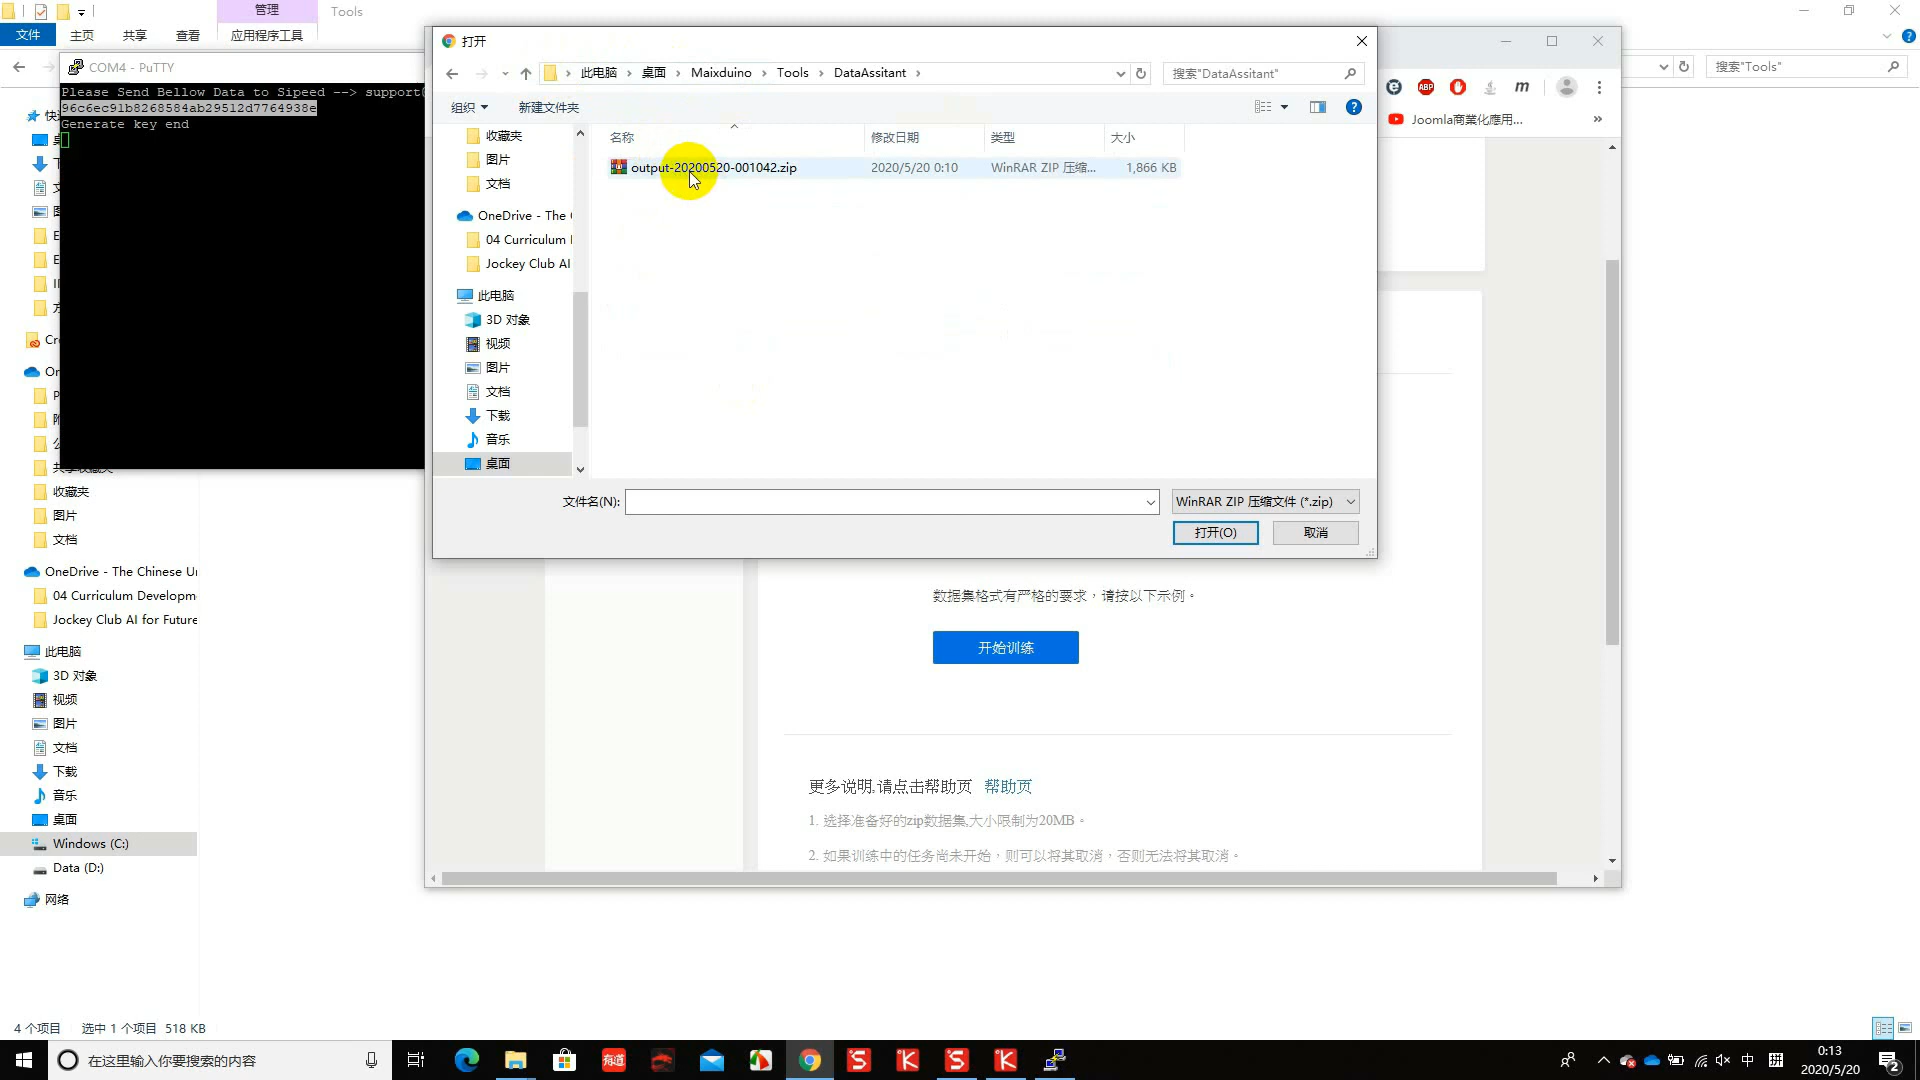 管理
Tools
文件
主页
共享
查看
应用程序工具
COM4 - PuTTY
Please Send Bellow Data to Sipeed --> support
96c6ec91b8268584ab29512d7764938e
Generate key end
打开
此电脑 › 桌面 › Maixduino › Tools › DataAssitant ›
搜索"DataAssitant"
搜索"Tools"
组织
新建文件夹
ABP
Joomla商業化應用...
»
名称
修改日期
类型
大小
output-20200520-001042.zip
2020/5/20 0:10
WinRAR ZIP 压缩...
1,866 KB
收藏夹
图片
文档
OneDrive - The
04 Curriculum
Jockey Club AI
此电脑
3D 对象
视频
图片
文档
下载
音乐
桌面
文件名(N):
WinRAR ZIP 压缩文件 (*.zip)
打开(O)
取消
收藏夹
图片
文档
OneDrive - The Chinese Ur
04 Curriculum Developm
Jockey Club AI for Future
此电脑
3D 对象
视频
图片
文档
下载
音乐
桌面
Windows (C:)
Data (D:)
网络
数据集格式有严格的要求，请按以下示例。
开始训练
更多说明,请点击帮助页 帮助页
1. 选择准备好的zip数据集,大小限制为20MB。
2. 如果训练中的任务尚未开始，则可以将其取消，否则无法将其取消。
4 个项目
选中 1 个项目 518 KB
在这里输入你要搜索的内容
有道
中
拼
0:13
2020/5/20
2